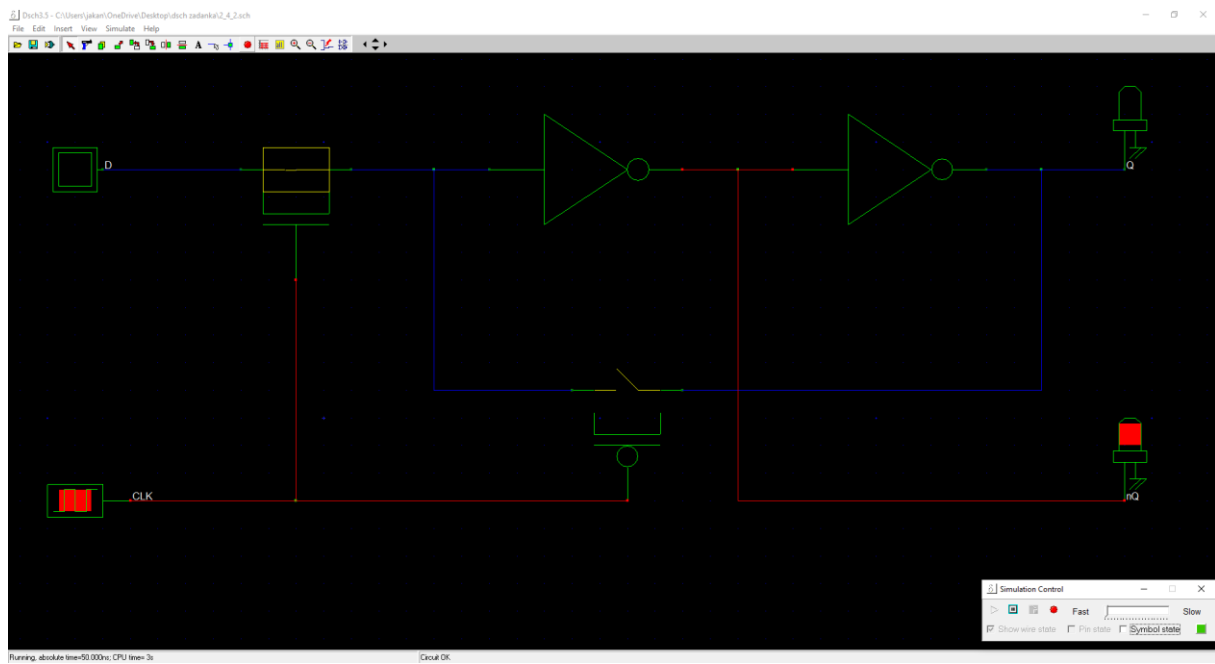 Dsch3.5 - C:\Users\jakan\OneDrive\Desktop\dsch zadanka\2_4_2.sch
File Edit Insert View Simulate Help
A
D
Q
CLK
nQ
Simulation Control
Fast Slow
Show wire state Pin state Symbol state
Running, absolute time=50.000ns; CPU time= 3s
Circuit OK